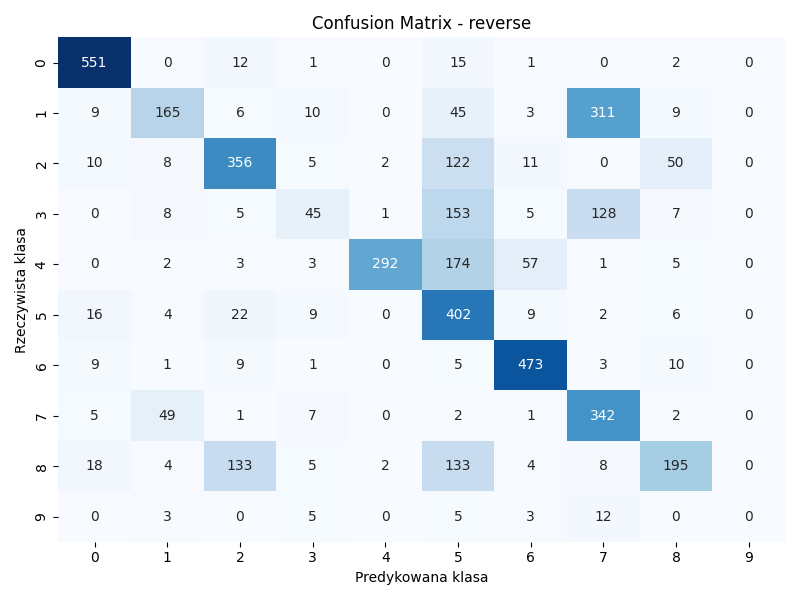 Confusion Matrix - reverse
Rzeczywista klasa
0 551 0 12 1 0 15 1 0 2 0
1 9 165 6 10 0 45 3 311 9 0
2 10 8 356 5 2 122 11 0 50 0
3 0 8 5 45 1 153 5 128 7 0
4 0 2 3 3 292 174 57 1 5 0
5 16 4 22 9 0 402 9 2 6 0
6 9 1 9 1 0 5 473 3 10 0
7 5 49 1 7 0 2 1 342 2 0
8 18 4 133 5 2 133 4 8 195 0
9 0 3 0 5 0 5 3 12 0 0
0 1 2 3 4 5 6 7 8 9
Predykowana klasa